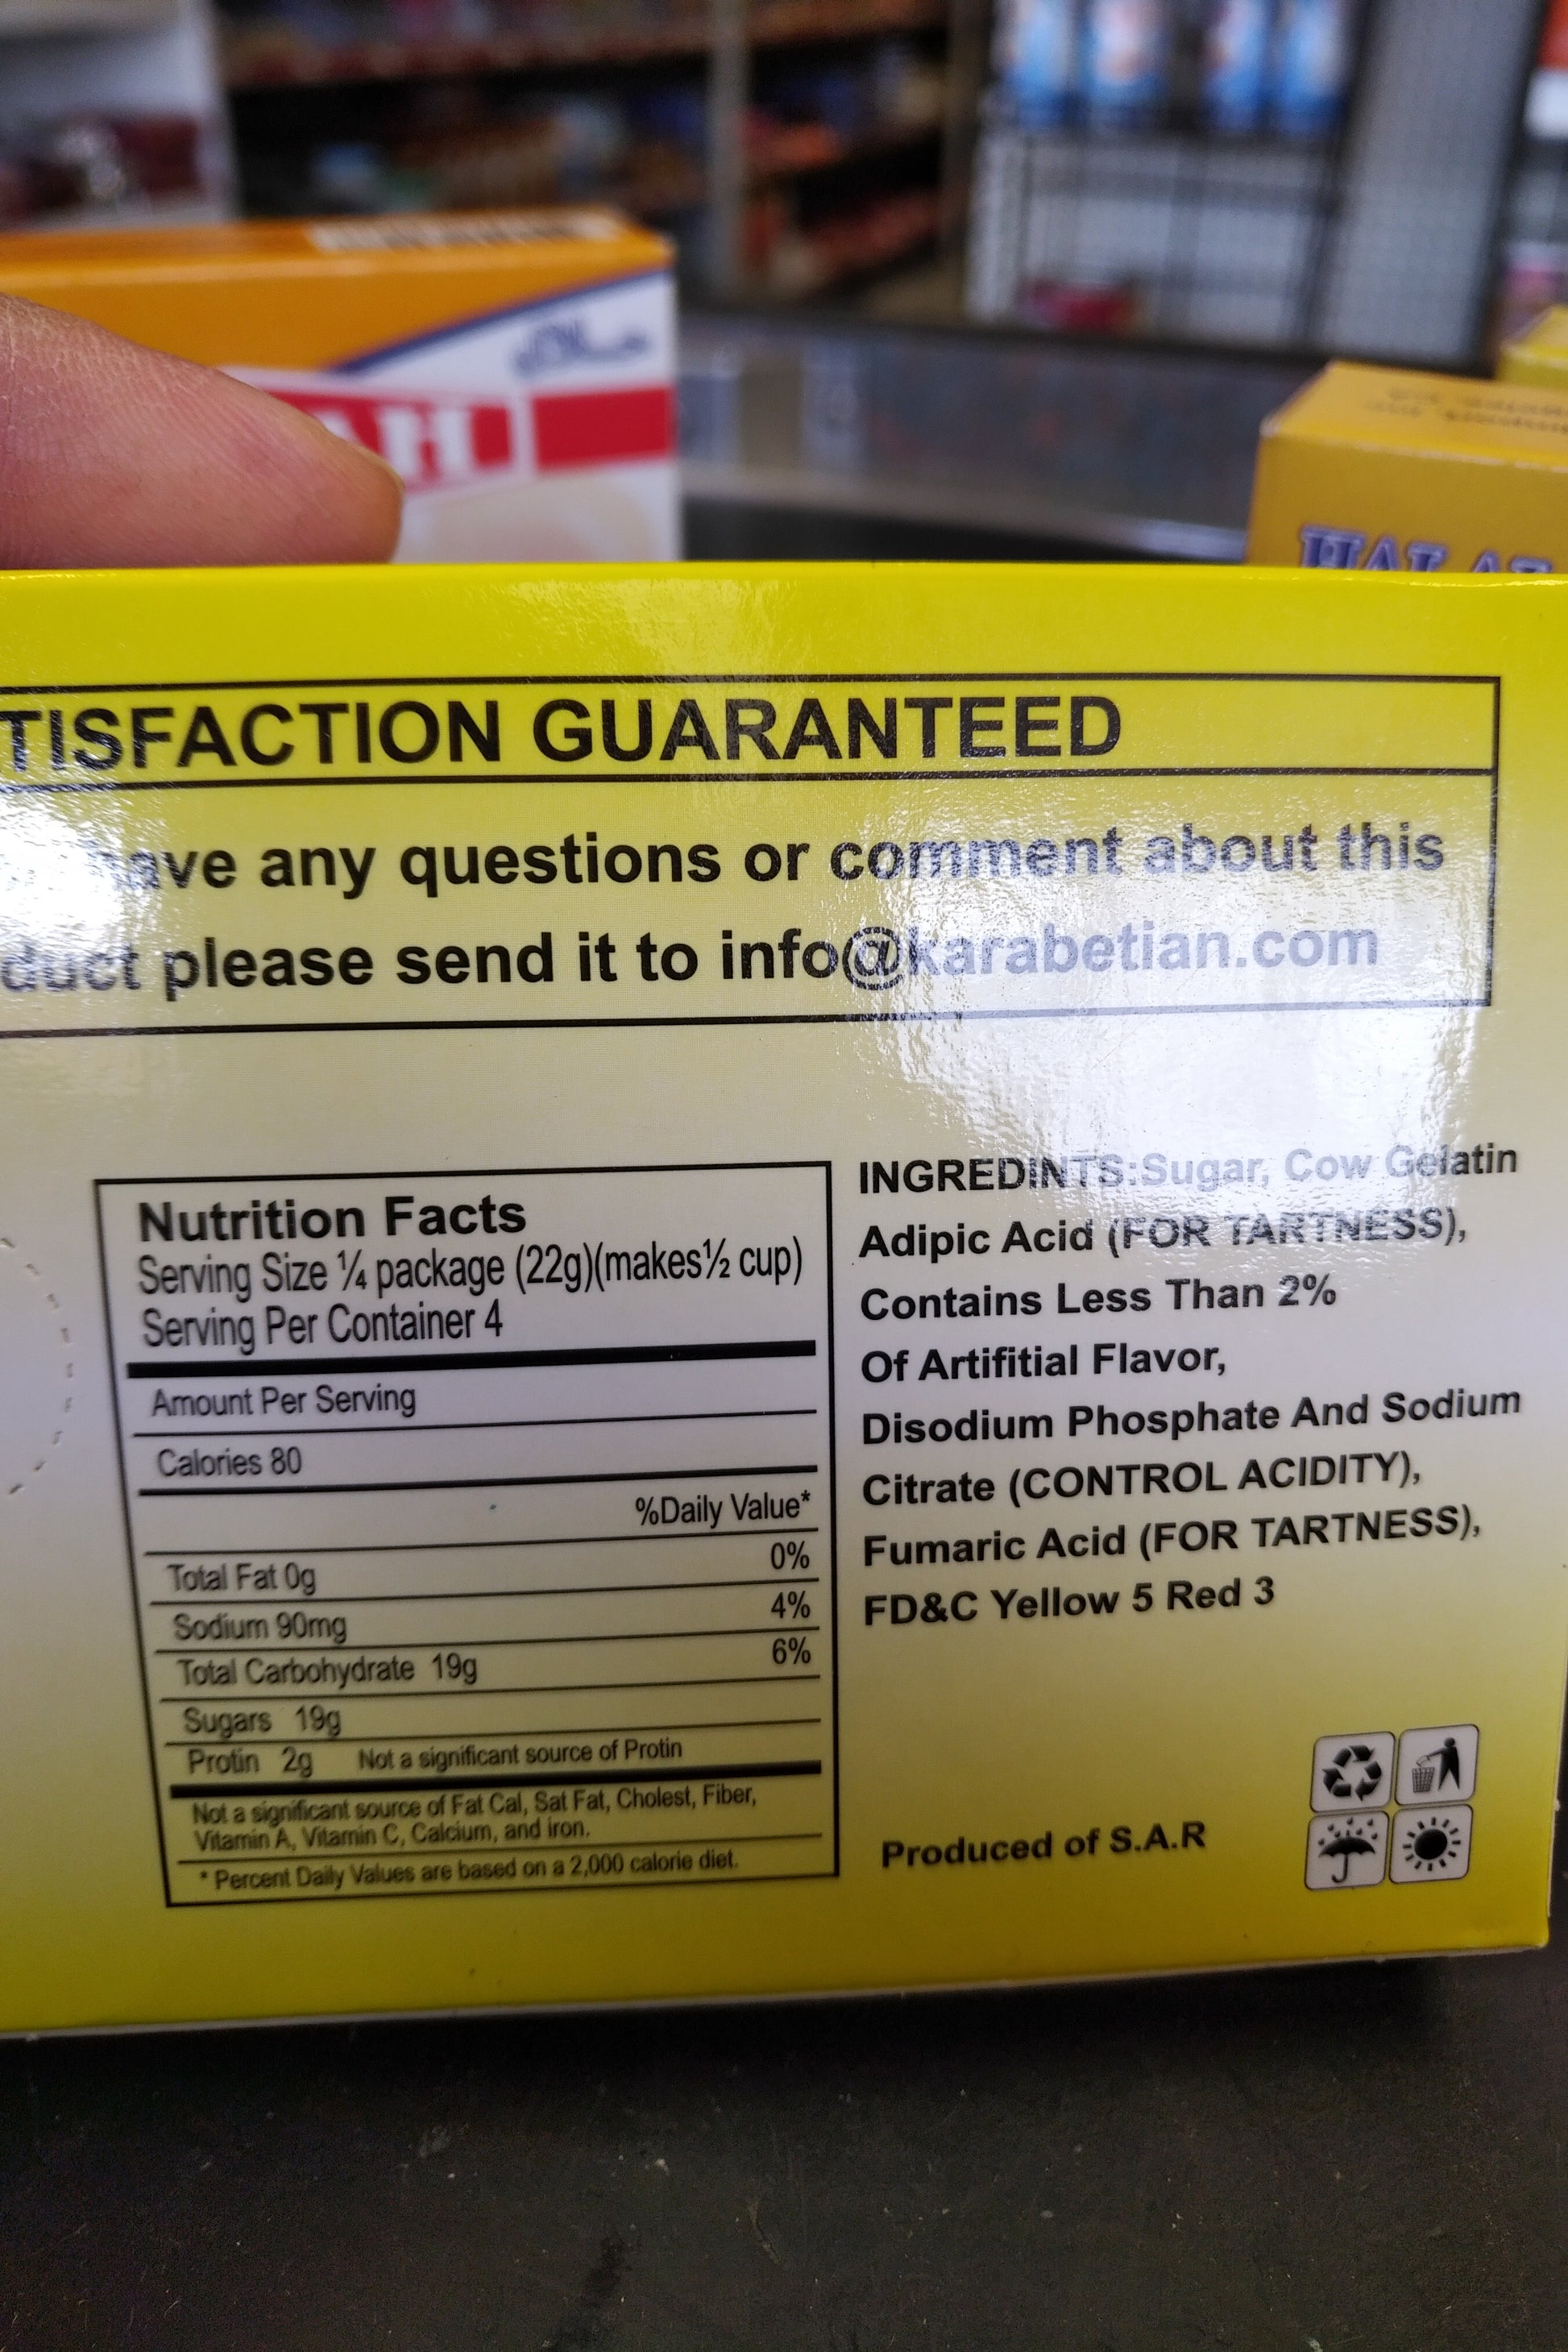 AH
HALAL
TISFACTION GUARANTEED
have any questions or comment about this
duct please send it to info@karabetian.com
Nutrition Facts
Serving Size ¼ package (22g)(makes½ cup)
Serving Per Container 4
Amount Per Serving
Calories 80
%Daily Value*
Total Fat 0g 0%
Sodium 90mg 4%
Total Carbohydrate 19g 6%
Sugars 19g
Protin 2g Not a significant source of Protin
Not a significant source of Fat Cal, Sat Fat, Cholest, Fiber,
Vitamin A, Vitamin C, Calcium, and iron.
* Percent Daily Values are based on a 2,000 calorie diet.
INGREDINTS:Sugar, Cow Gelatin
Adipic Acid (FOR TARTNESS),
Contains Less Than 2%
Of Artifitial Flavor,
Disodium Phosphate And Sodium
Citrate (CONTROL ACIDITY),
Fumaric Acid (FOR TARTNESS),
FD&C Yellow 5 Red 3
Produced of S.A.R